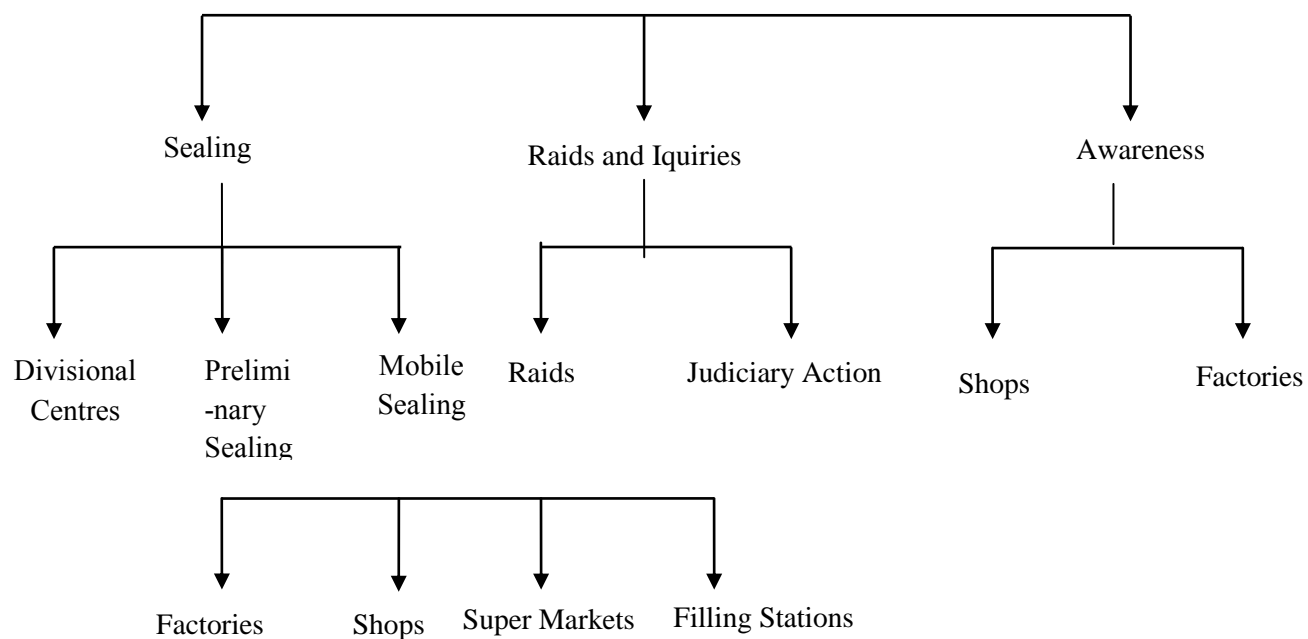 Sealing
Raids and Iquiries
Awareness
Divisional
Centres
Prelimi
-nary
Sealing
Mobile
Sealing
Raids
Judiciary Action
Shops
Factories
Factories
Shops
Super Markets
Filling Stations